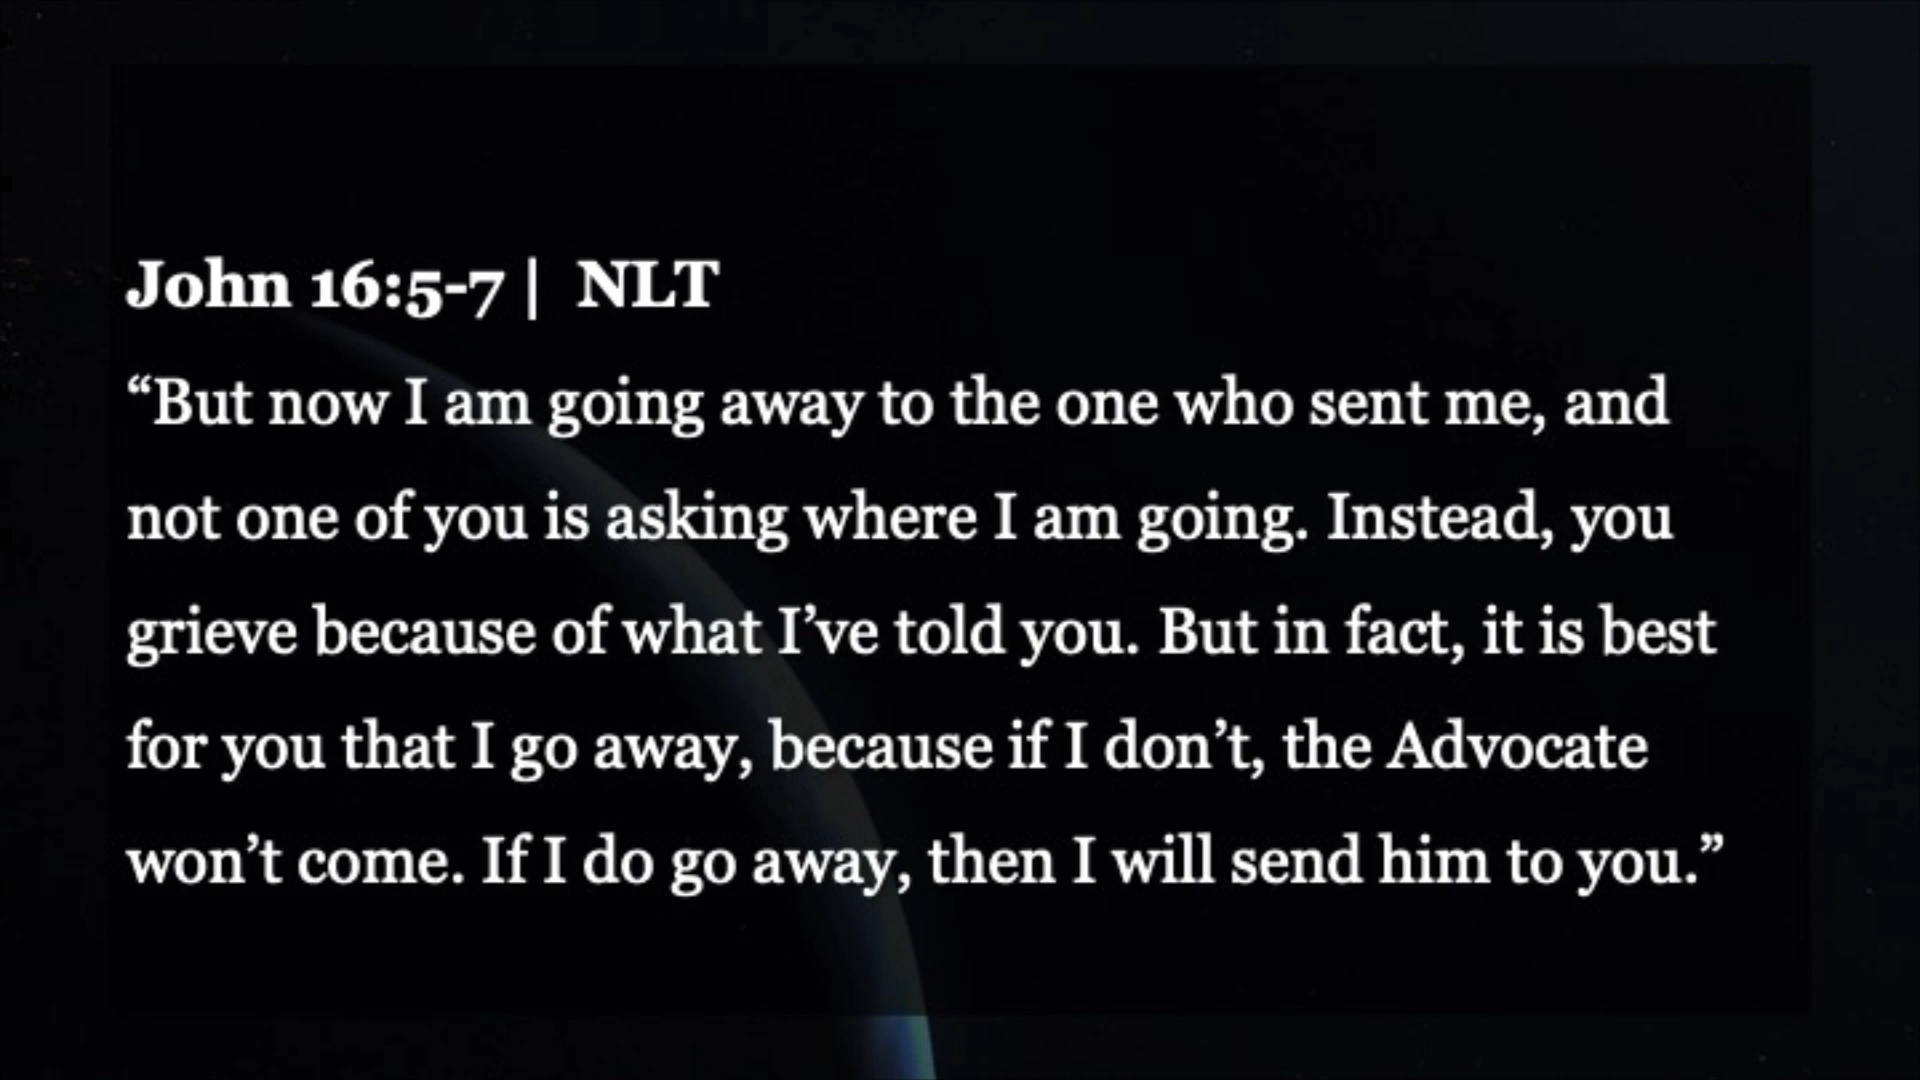 John 16:5-7 |  NLT
“But now I am going away to the one who sent me, and
not one of you is asking where I am going. Instead, you
grieve because of what I’ve told you. But in fact, it is best
for you that I go away, because if I don’t, the Advocate
won’t come. If I do go away, then I will send him to you.”